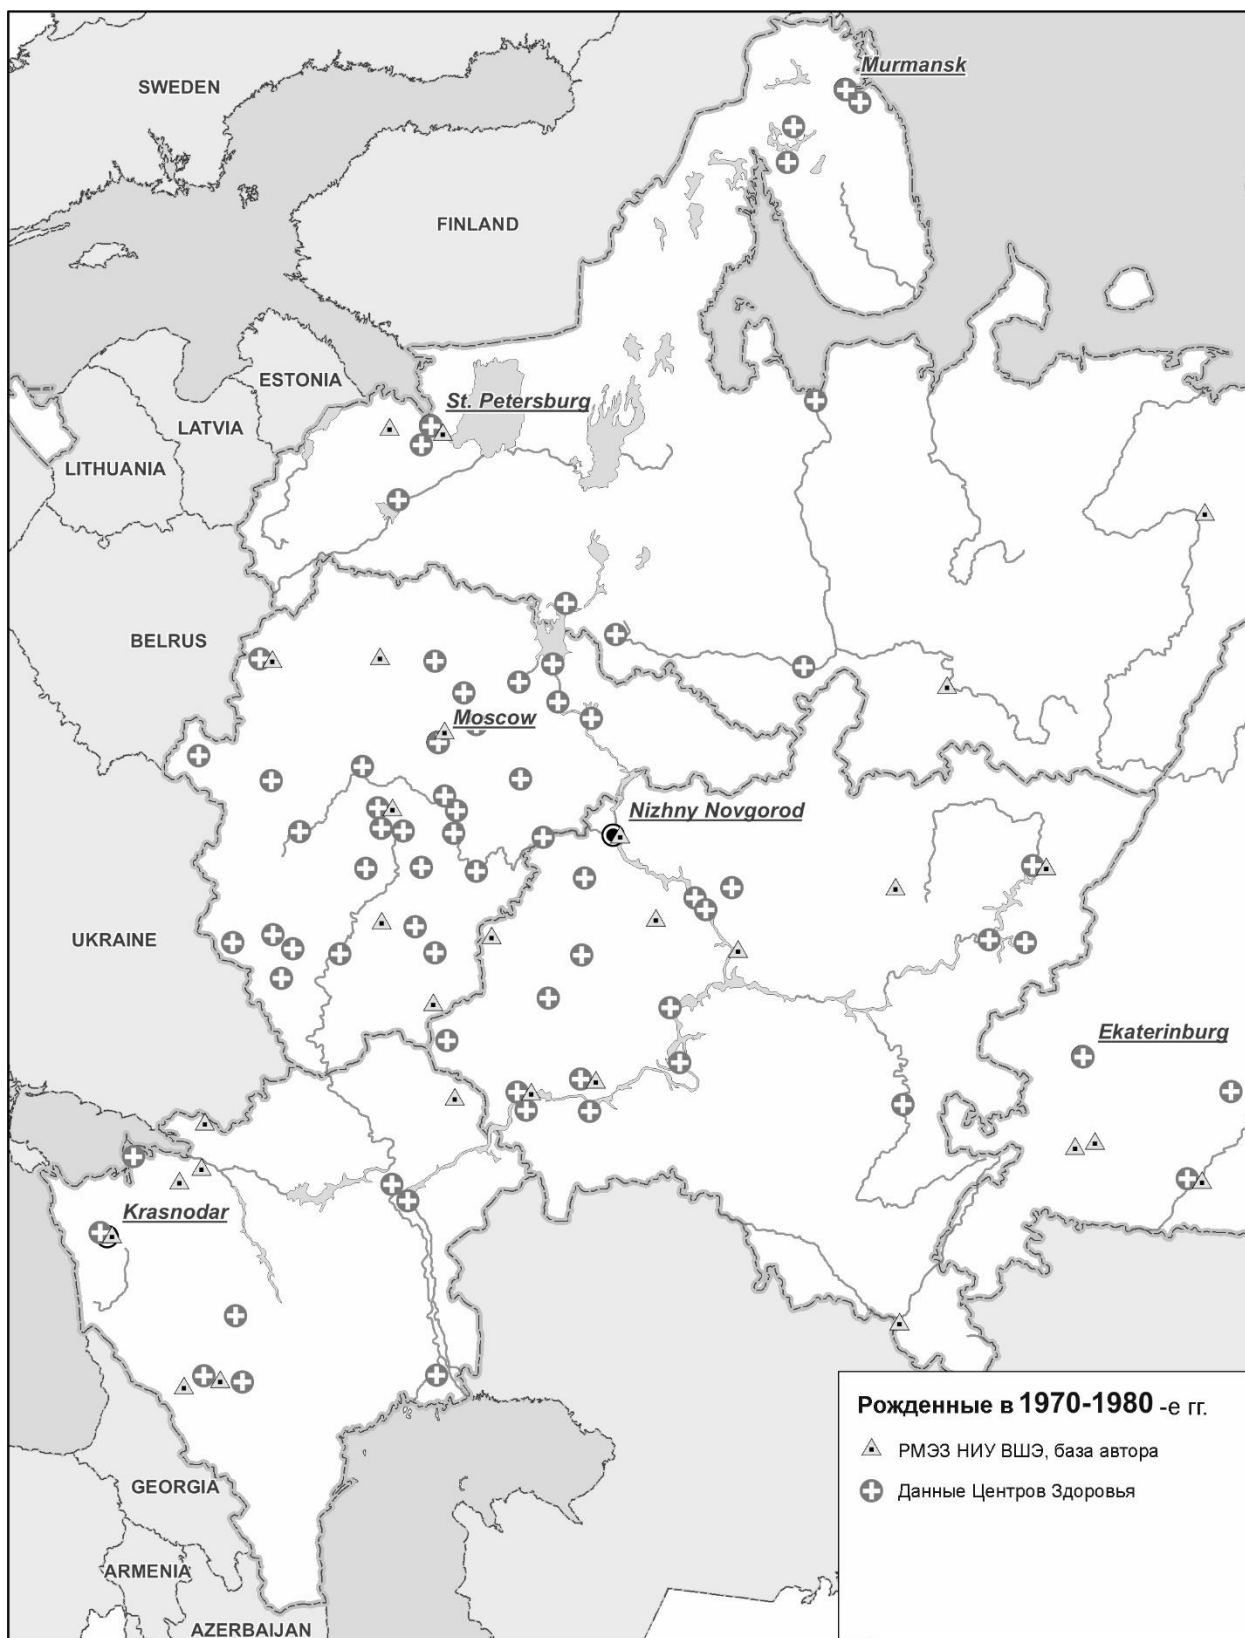 Murmansk
SWEDEN
FINLAND
ESTONIA
St. Petersburg
LATVIA
LITHUANIA
BELRUS
Moscow
Nizhny Novgorod
UKRAINE
Ekaterinburg
Krasnodar
GEORGIA
ARMENIA
AZERBAIJAN
Рожденные в 1970-1980 -е гг.
РМЭЗ НИУ ВШЭ, база автора
Данные Центров Здоровья